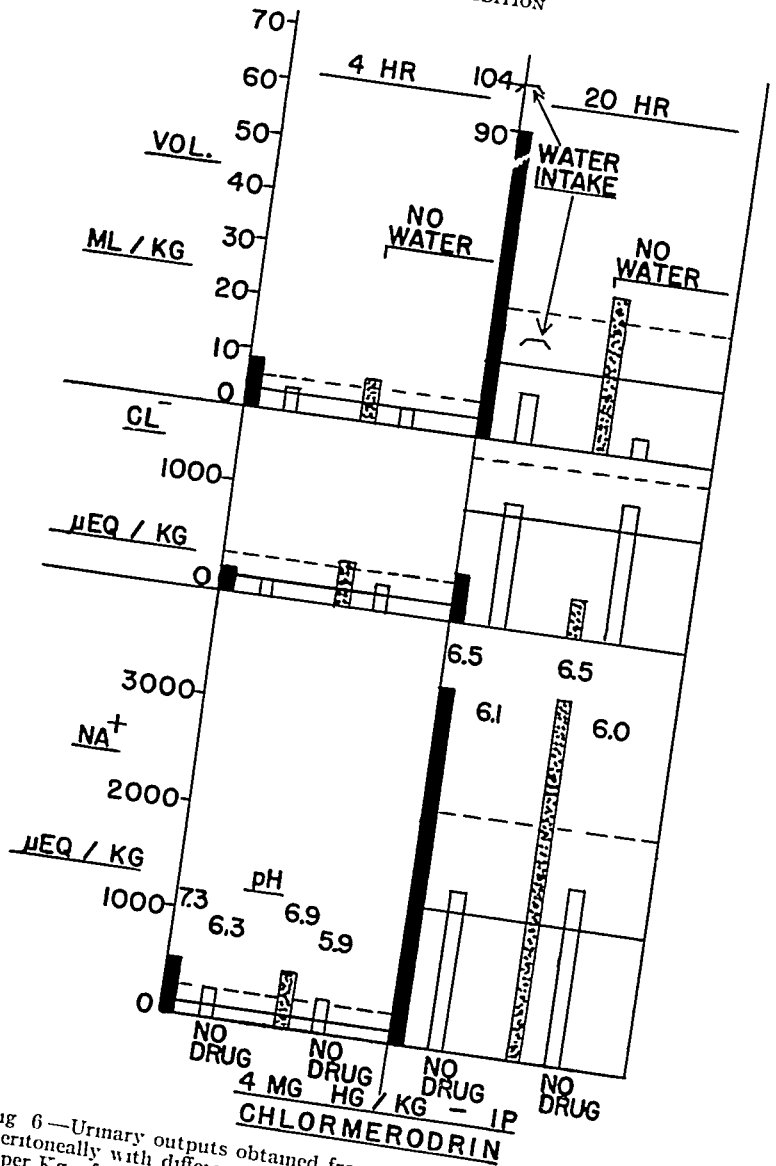 70
4 HR
60
104
20 HR
50
90
VOL.
WATER
INTAKE
40
NO
WATER
30
ML / KG
NO
WATER
20
10
0
CL⁻
1000
µEQ / KG
0
6.5
6.5
3000
6.1
6.0
NA⁺
2000
µEQ / KG
1000
7.3
pH
6.3
6.9
5.9
0
NO
DRUG
NO
DRUG
NO
DRUG
NO
DRUG
4 MG HG / KG – IP
CHLORMERODRIN
6—Urinary outputs obtained
with
per